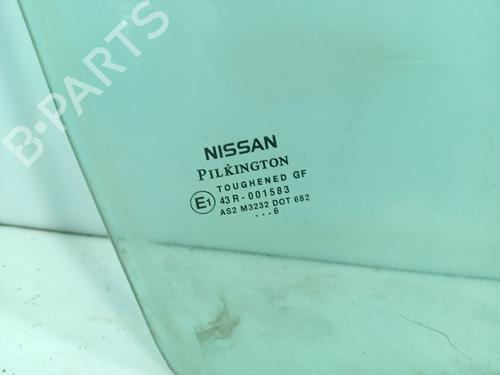 B-PARTS
NISSAN
PILKINGTON
TOUGHENED GF
E1 43R-001583
AS2 M3232 DOT 682
...6